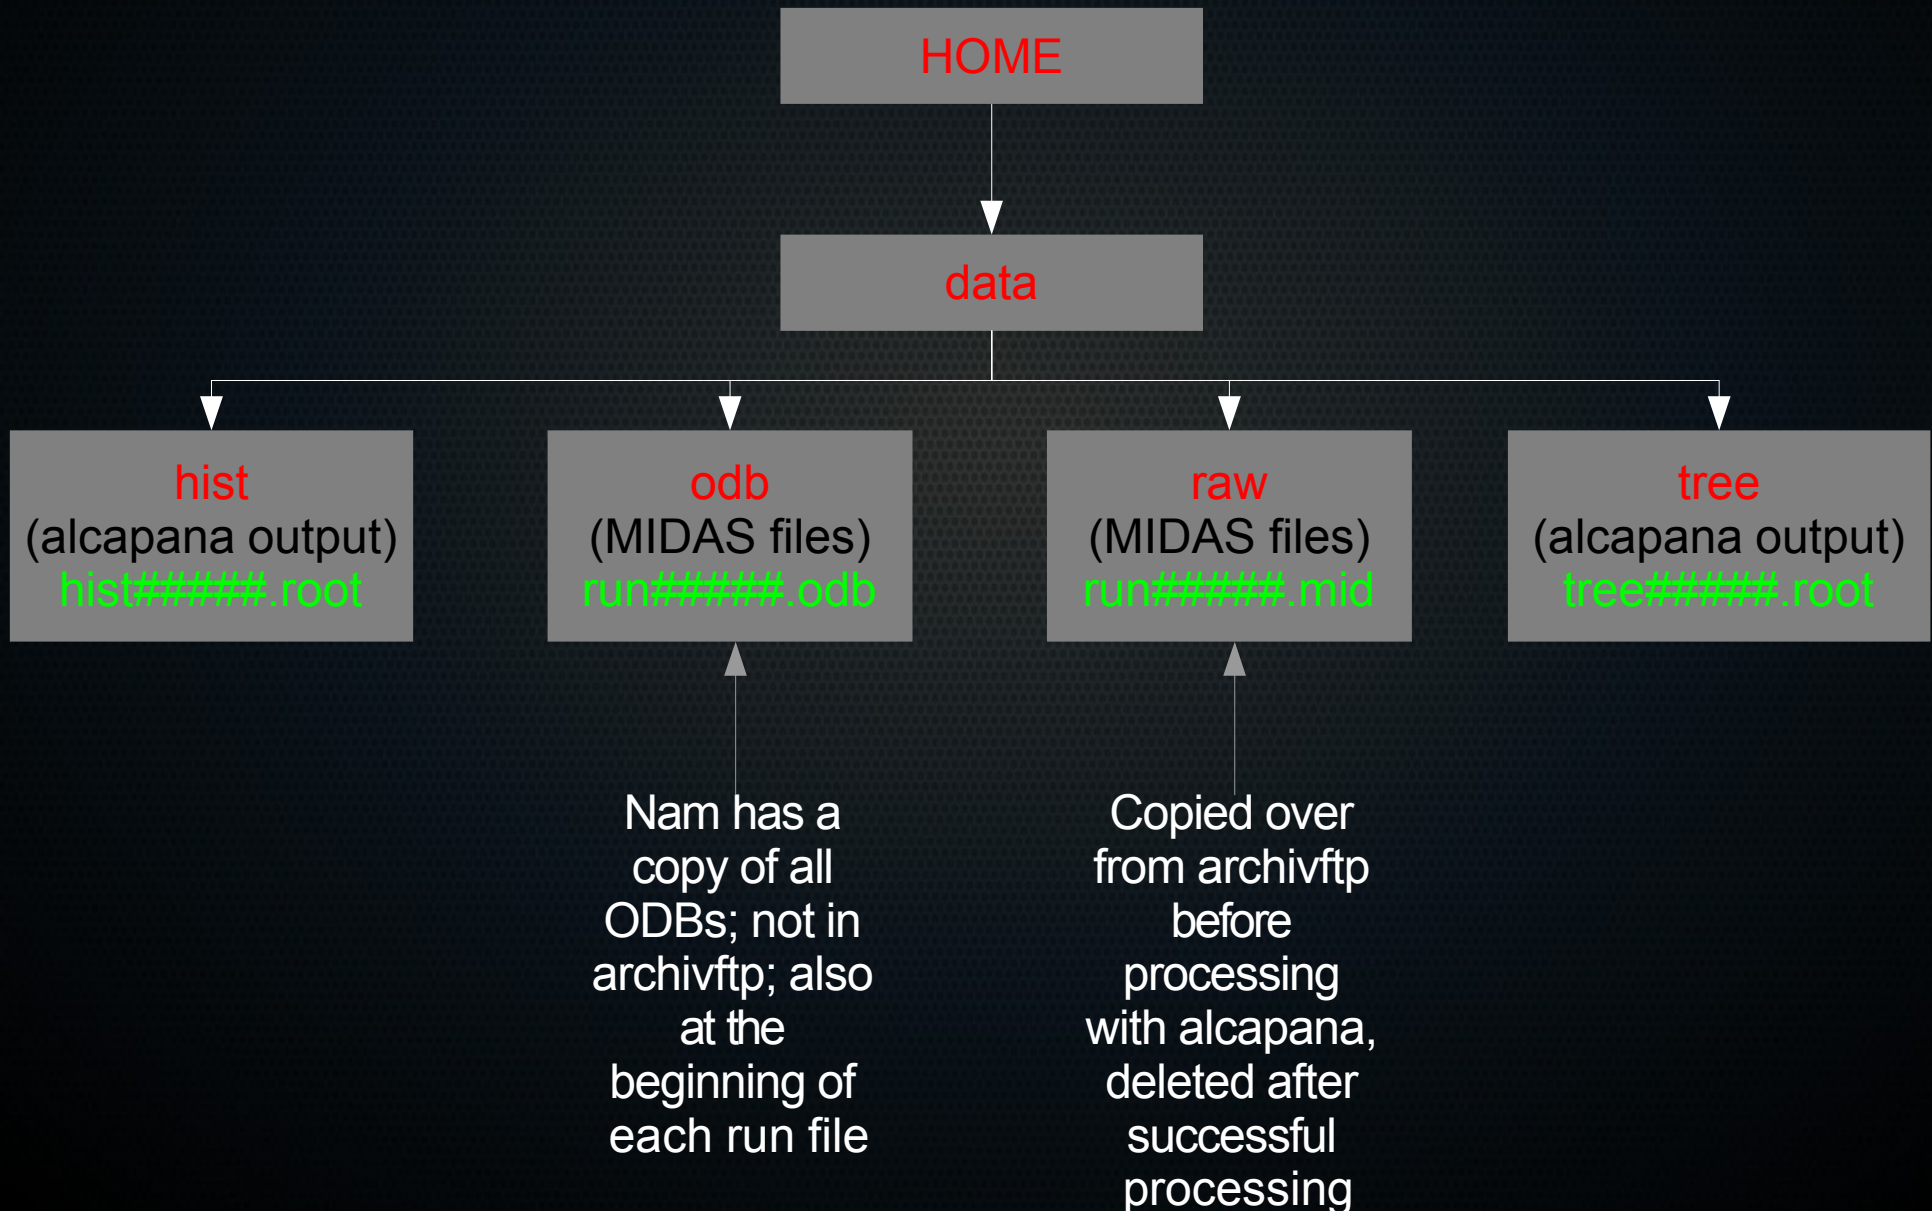 HOME
data
hist
(alcapana output)
hist#####.root
odb
(MIDAS files)
run#####.odb
raw
(MIDAS files)
run#####.mid
tree
(alcapana output)
tree#####.root
Nam has a
copy of all
ODBs; not in
archivftp; also
at the
beginning of
each run file
Copied over
from archivftp
before
processing
with alcapana,
deleted after
successful
processing